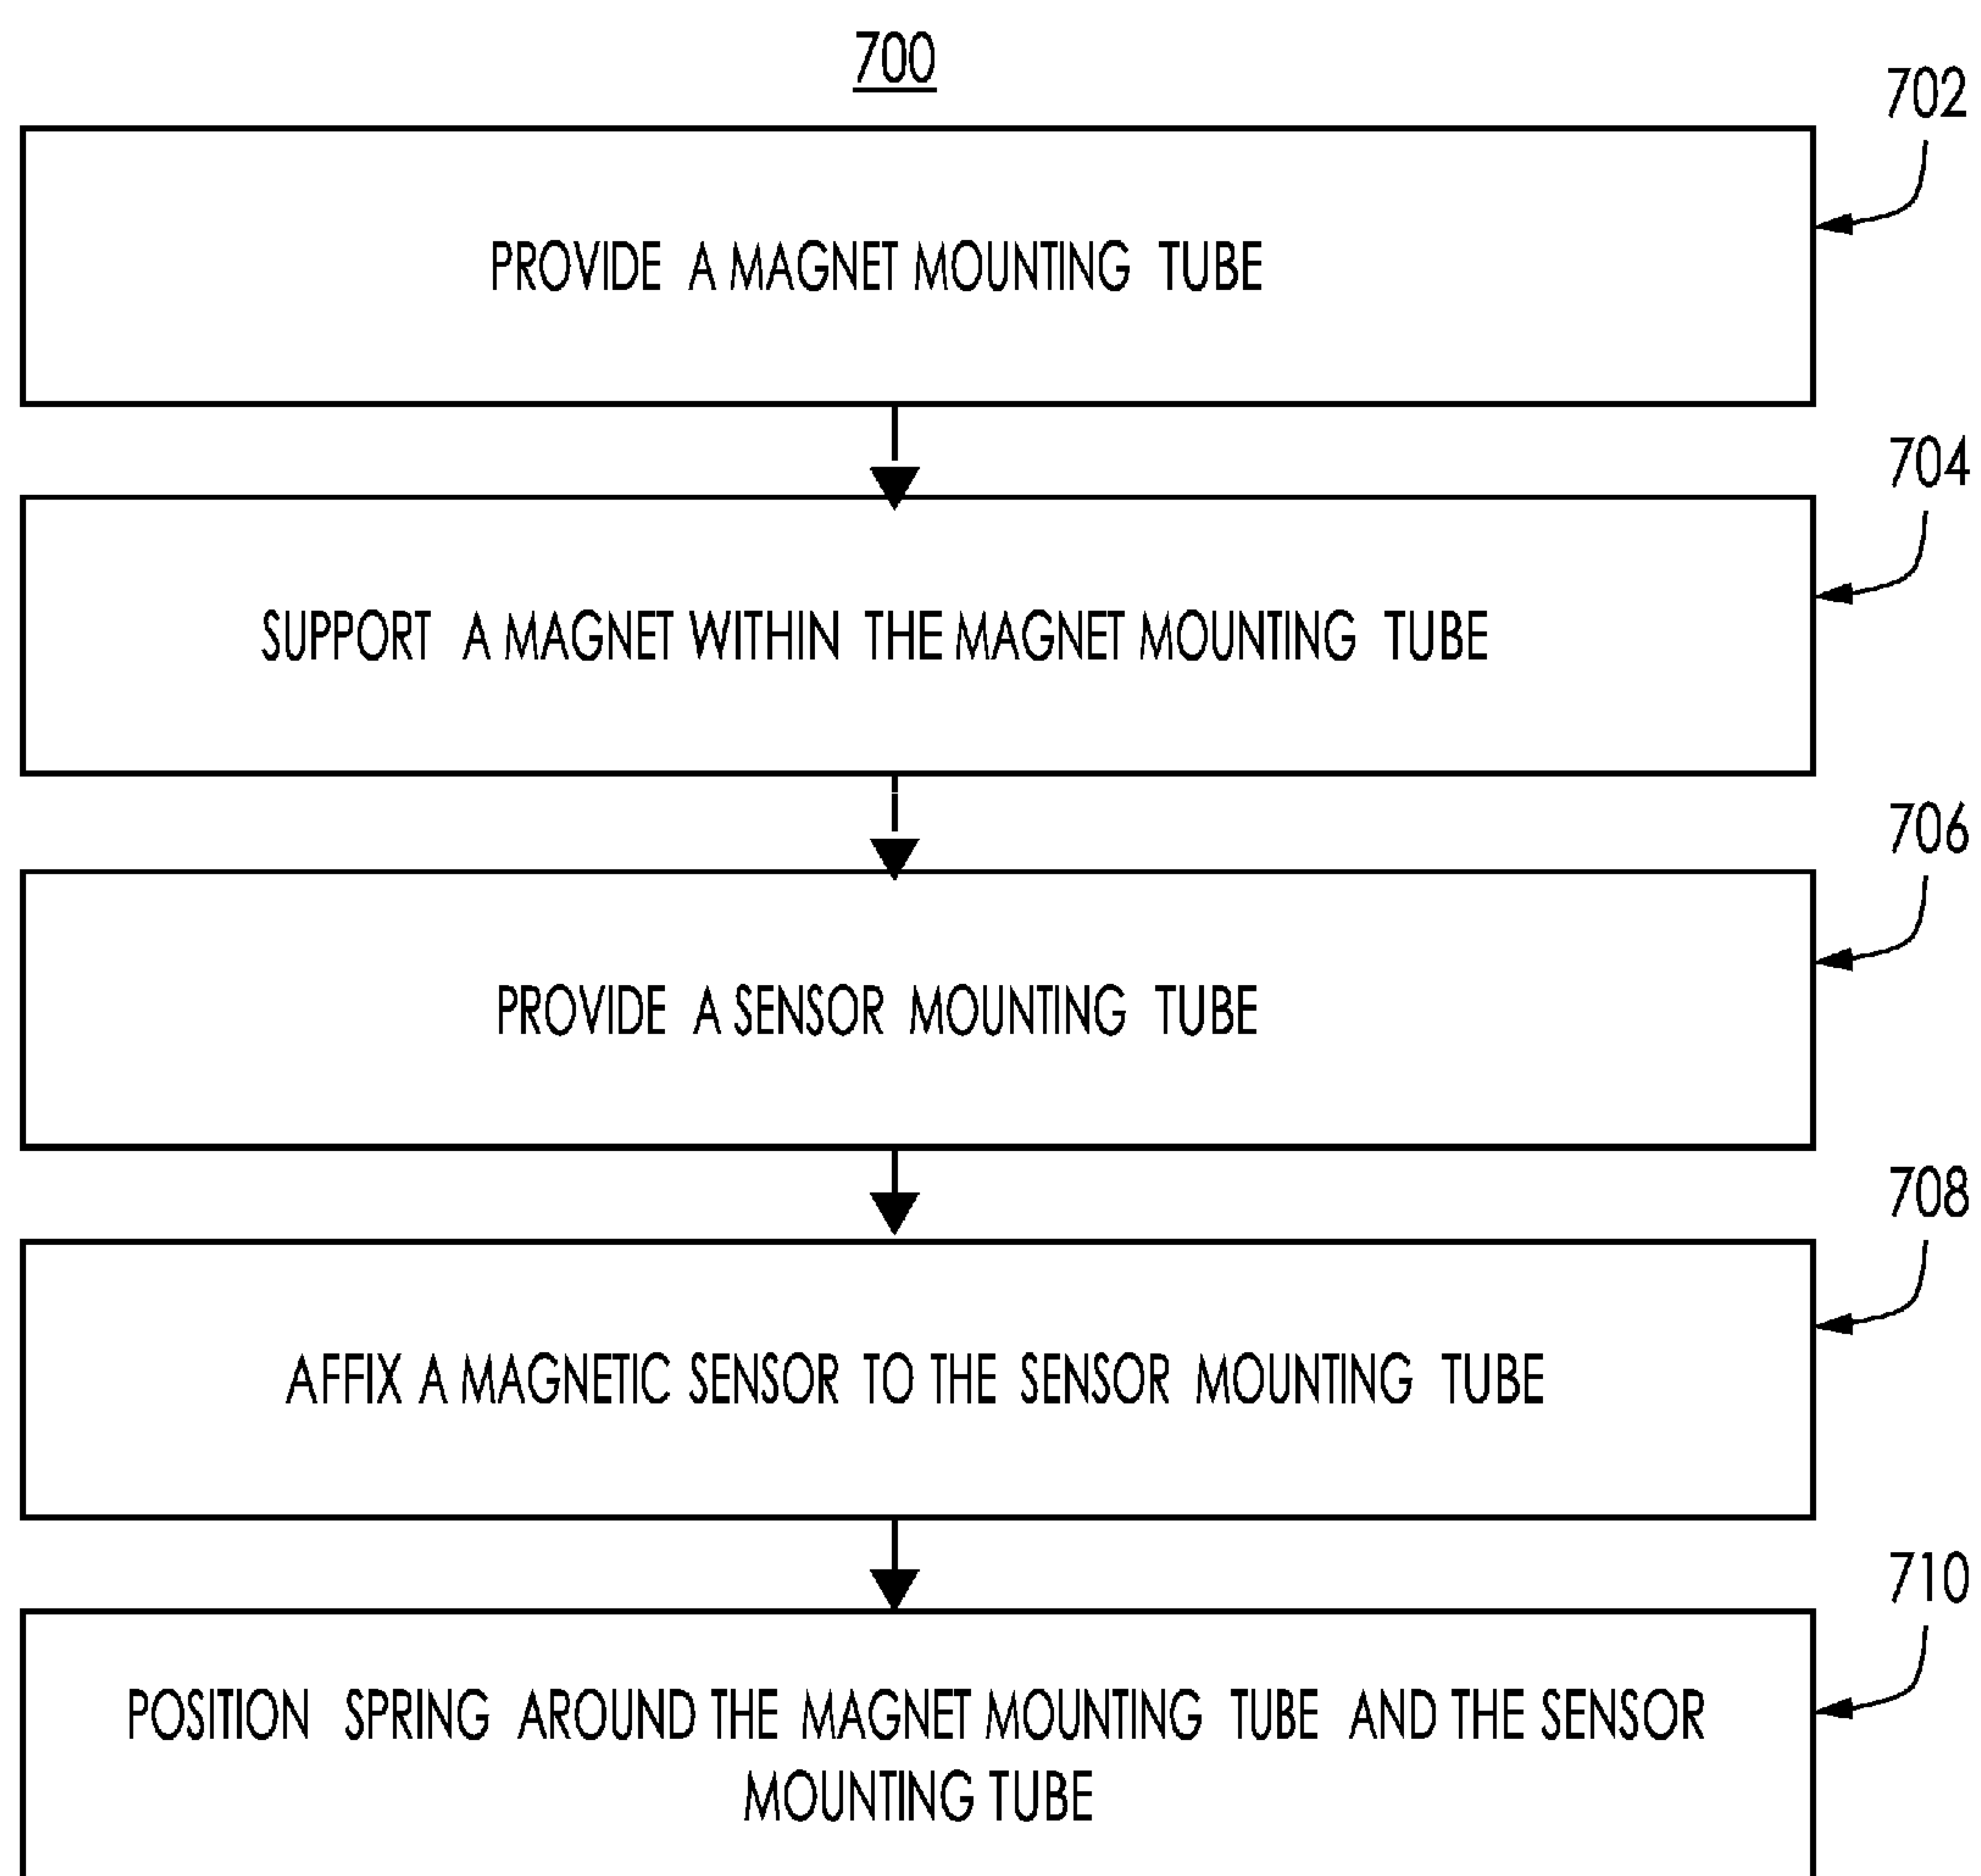 700
702
PROVIDE A MAGNET MOUNTING TUBE
704
SUPPORT A MAGNET WITHIN THE MAGNET MOUNTING TUBE
706
PROVIDE A SENSOR MOUNTING TUBE
708
AFFIX A MAGNETIC SENSOR TO THE SENSOR MOUNTING TUBE
710
POSITION SPRING AROUND THE MAGNET MOUNTING TUBE AND THE SENSOR
MOUNTING TUBE